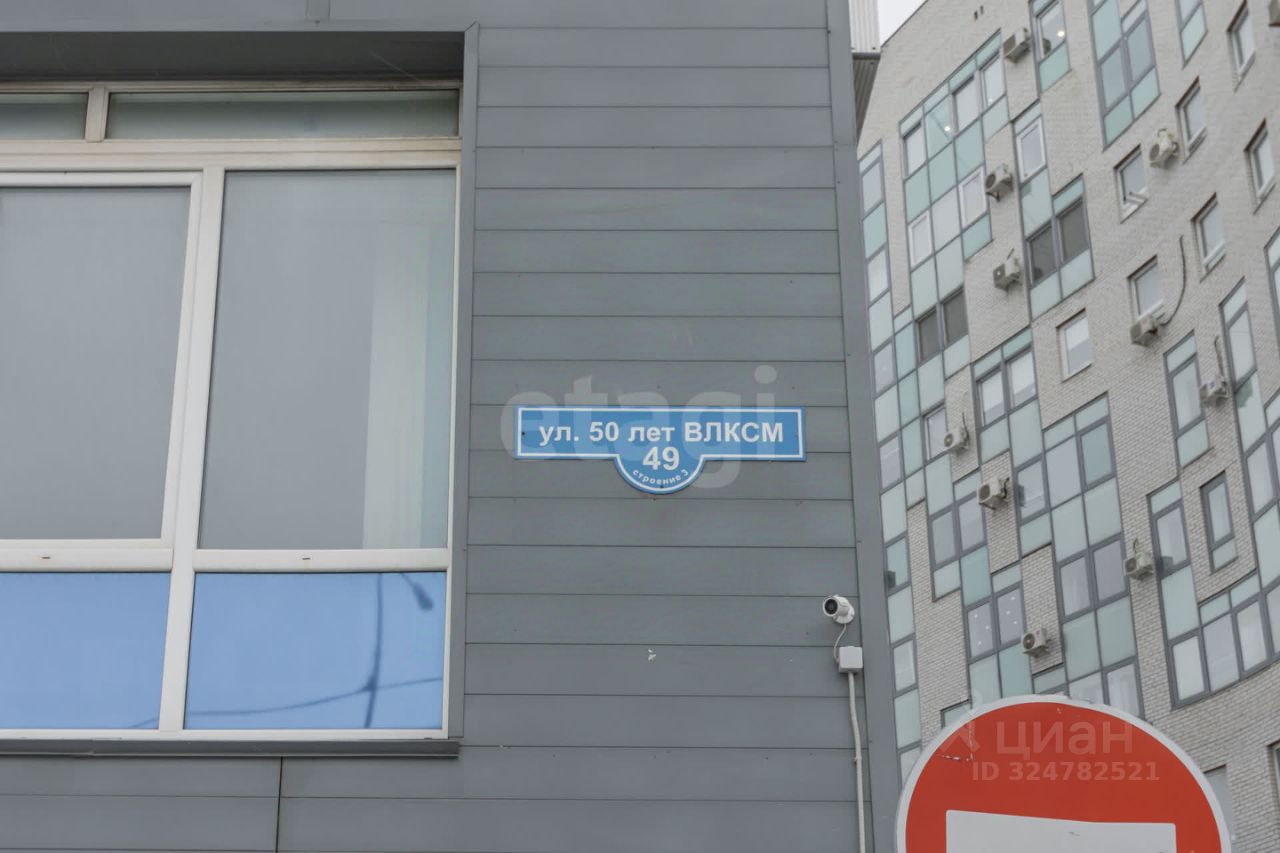 etagi
ул. 50 лет ВЛКСМ
49
строение 3
циан
ID 324782521